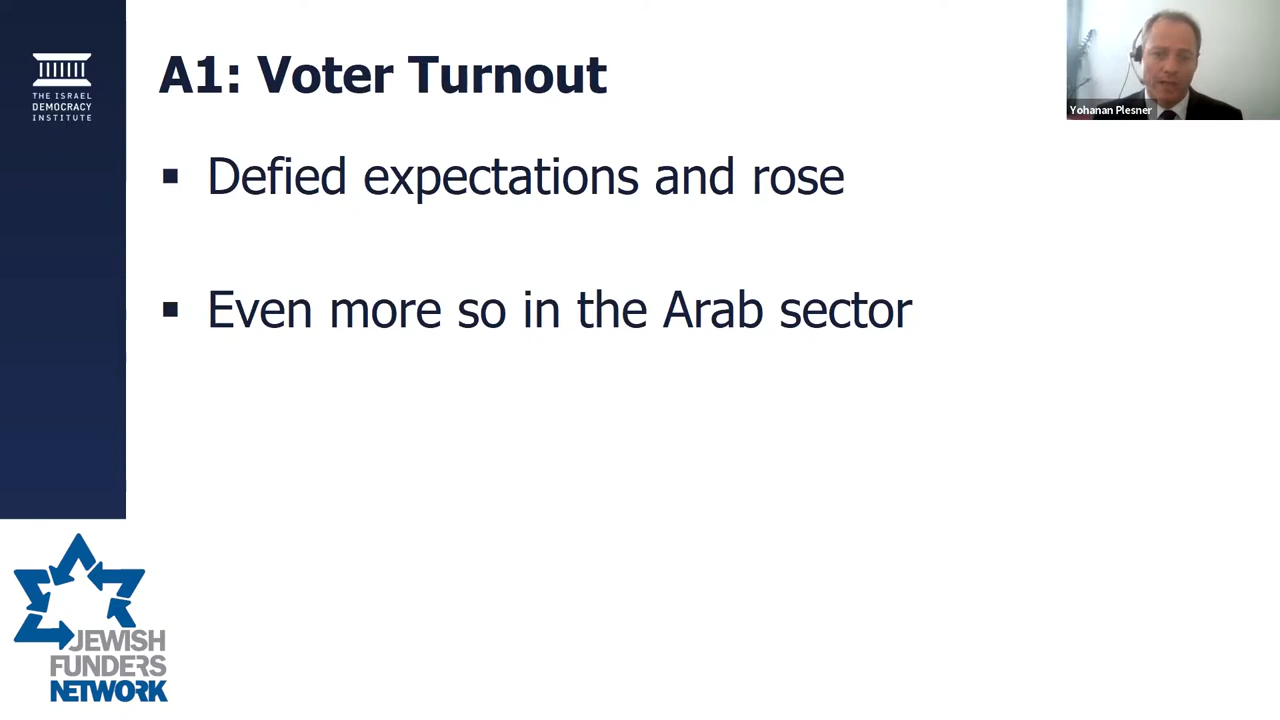 THE ISRAEL
DEMOCRACY
INSTITUTE
A1: Voter Turnout
Yohanan Plesner
▪ Defied expectations and rose
▪ Even more so in the Arab sector
JEWISH
FUNDERS
NETWORK